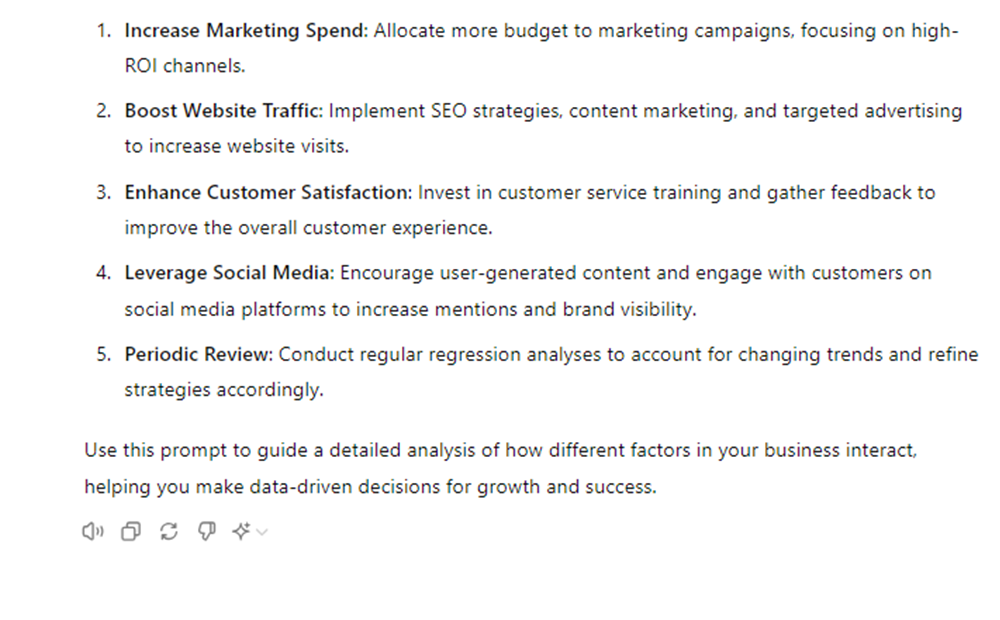 1. Increase Marketing Spend: Allocate more budget to marketing campaigns, focusing on high-
ROI channels.
2. Boost Website Traffic: Implement SEO strategies, content marketing, and targeted advertising
to increase website visits.
3. Enhance Customer Satisfaction: Invest in customer service training and gather feedback to
improve the overall customer experience.
4. Leverage Social Media: Encourage user-generated content and engage with customers on
social media platforms to increase mentions and brand visibility.
5. Periodic Review: Conduct regular regression analyses to account for changing trends and refine
strategies accordingly.
Use this prompt to guide a detailed analysis of how different factors in your business interact,
helping you make data-driven decisions for growth and success.